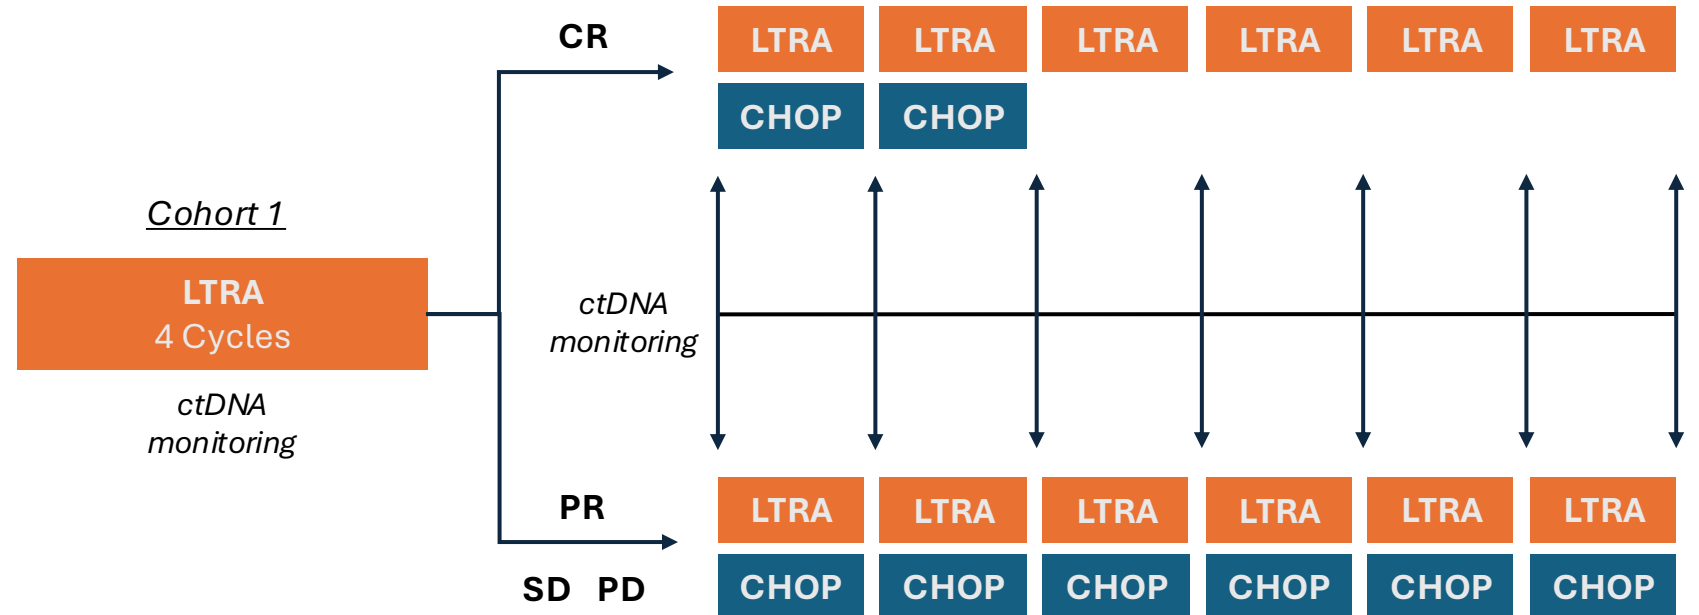 CR
LTRA LTRA LTRA LTRA LTRA LTRA
CHOP CHOP
Cohort 1
LTRA
4 Cycles
ctDNA
monitoring
ctDNA
monitoring
PR
SD PD
LTRA LTRA LTRA LTRA LTRA LTRA
CHOP CHOP CHOP CHOP CHOP CHOP